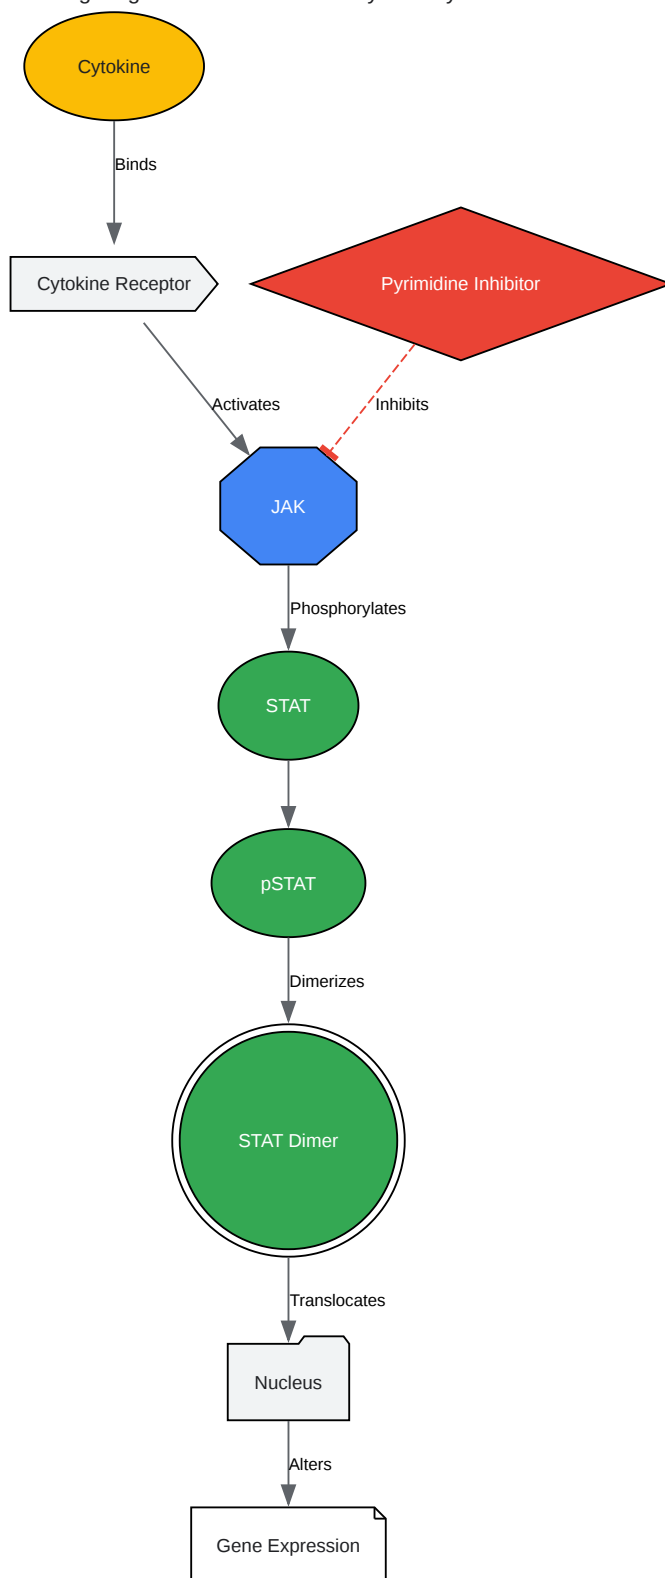 Cytokine
Binds
Cytokine Receptor
Pyrimidine Inhibitor
Activates
Inhibits
JAK
Phosphorylates
STAT
pSTAT
Dimerizes
STAT Dimer
Translocates
Nucleus
Alters
Gene Expression